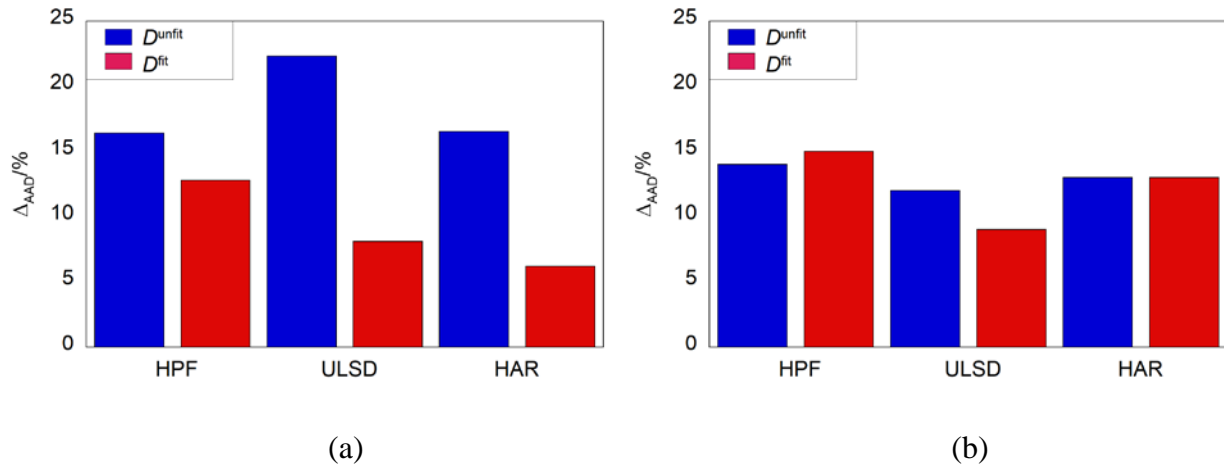 25
20
15
10
5
0
Δ_AAD/%
D^unfit
D^fit
HPF ULSD HAR
(a)
25
20
15
10
5
0
Δ_AAD/%
D^unfit
D^fit
HPF ULSD HAR
(b)